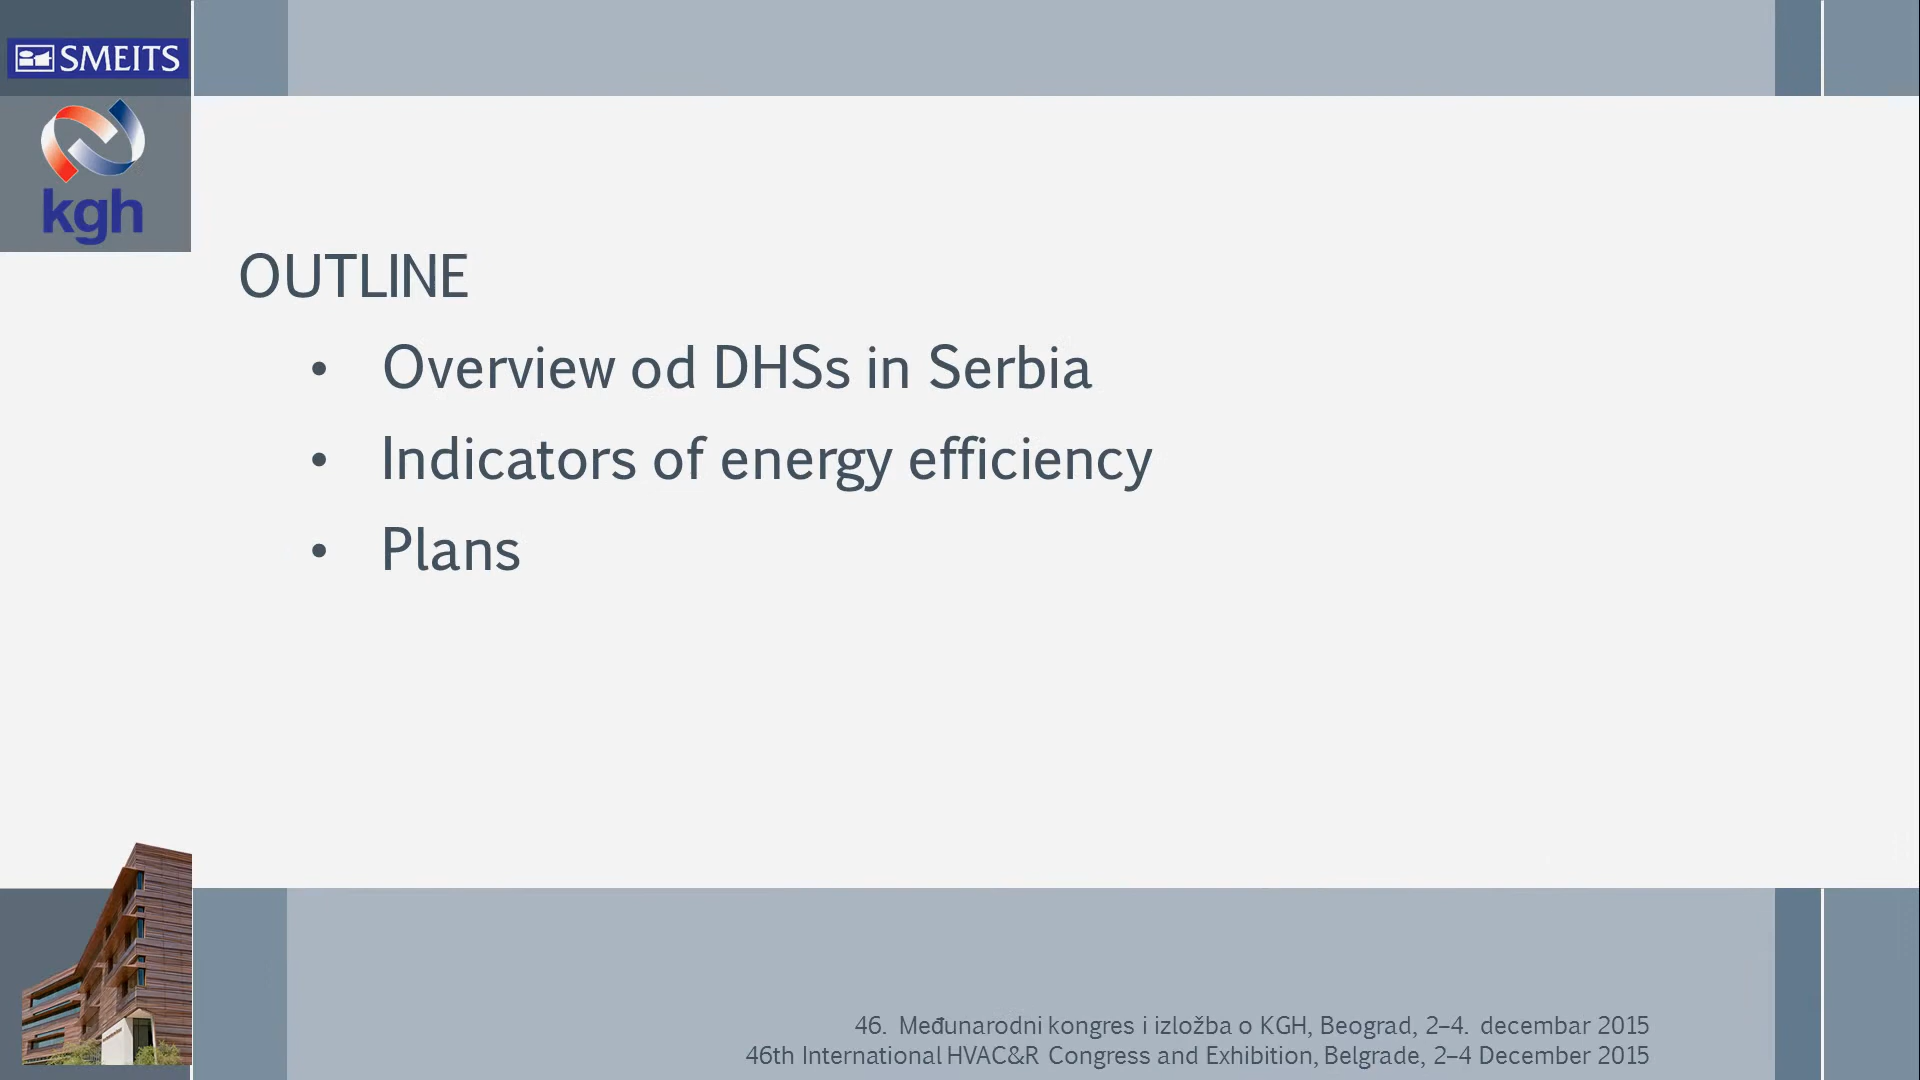 SMEITS
kgh
OUTLINE
• Overview od DHSs in Serbia
• Indicators of energy efficiency
• Plans
46. Međunarodni kongres i izložba o KGH, Beograd, 2–4. decembar 2015
46th International HVAC&R Congress and Exhibition, Belgrade, 2–4 December 2015